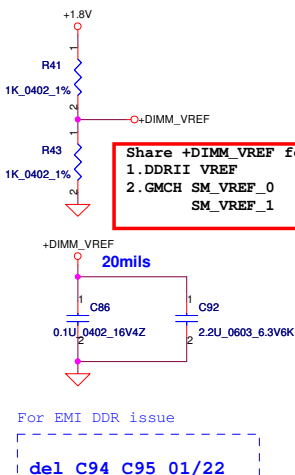 +1.8V
1
R41
1K_0402_1%
2
+DIMM_VREF
1
R43
1K_0402_1%
2
Share +DIMM_VREF fo
1.DDRII VREF
2.GMCH SM_VREF_0
SM_VREF_1
+DIMM_VREF
20mils
1 1
C86 C92
0.1U_0402_16V4Z 2.2U_0603_6.3V6K
2 2
For EMI DDR issue
del C94 C95 01/22